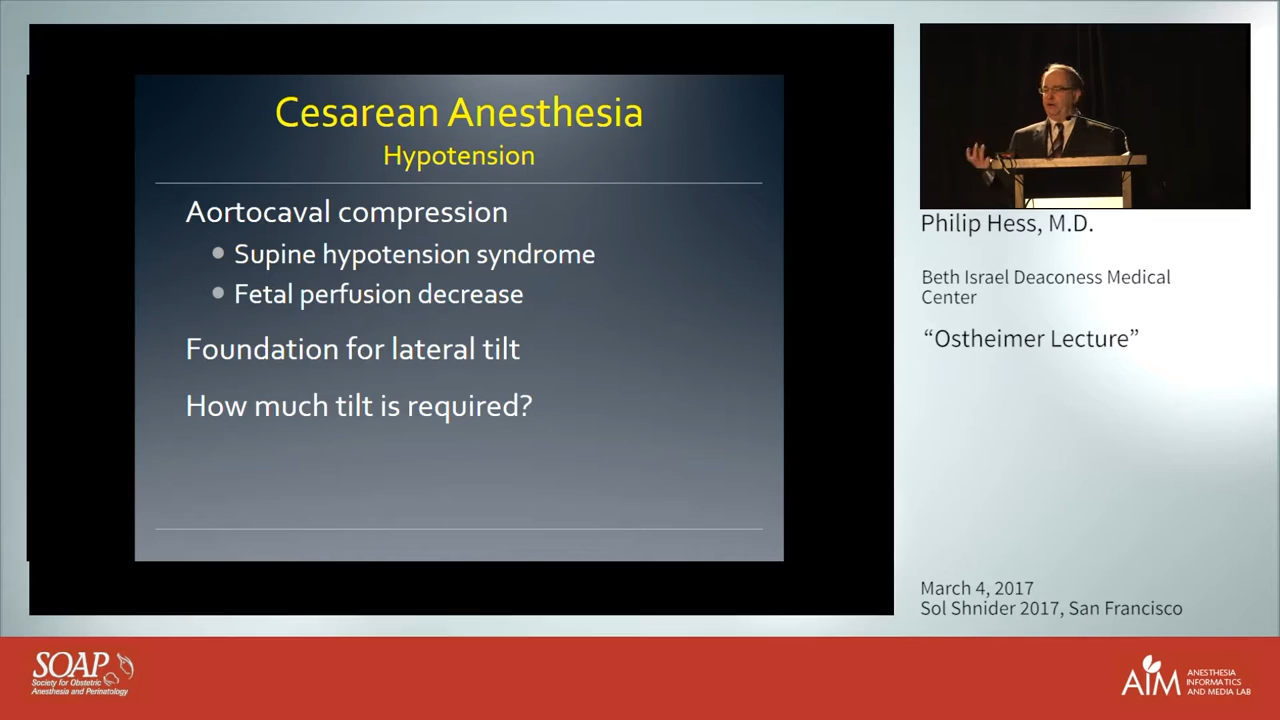 Cesarean Anesthesia
Hypotension
Aortocaval compression
Supine hypotension syndrome
Fetal perfusion decrease
Foundation for lateral tilt
How much tilt is required?
Philip Hess, M.D.
Beth Israel Deaconess Medical
Center
“Ostheimer Lecture”
March 4, 2017
Sol Shnider 2017, San Francisco
SOAP
Society for Obstetric
Anesthesia and Perinatology
AIM
ANESTHESIA
INFORMATICS
AND MEDIA LAB